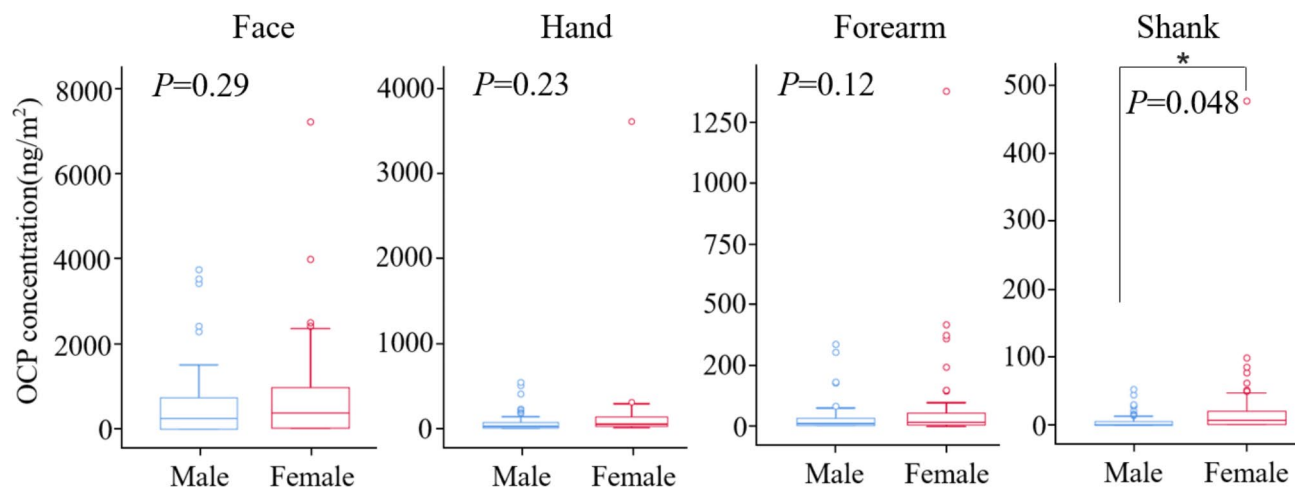 Face
Hand
Forearm
Shank
OCP concentration(ng/m²)
P=0.29
8000
6000
4000
2000
0
Male
Female
P=0.23
4000
3000
2000
1000
0
Male
Female
P=0.12
1250
1000
750
500
200
0
Male
Female
*
P=0.048
500
400
300
200
100
0
Male
Female